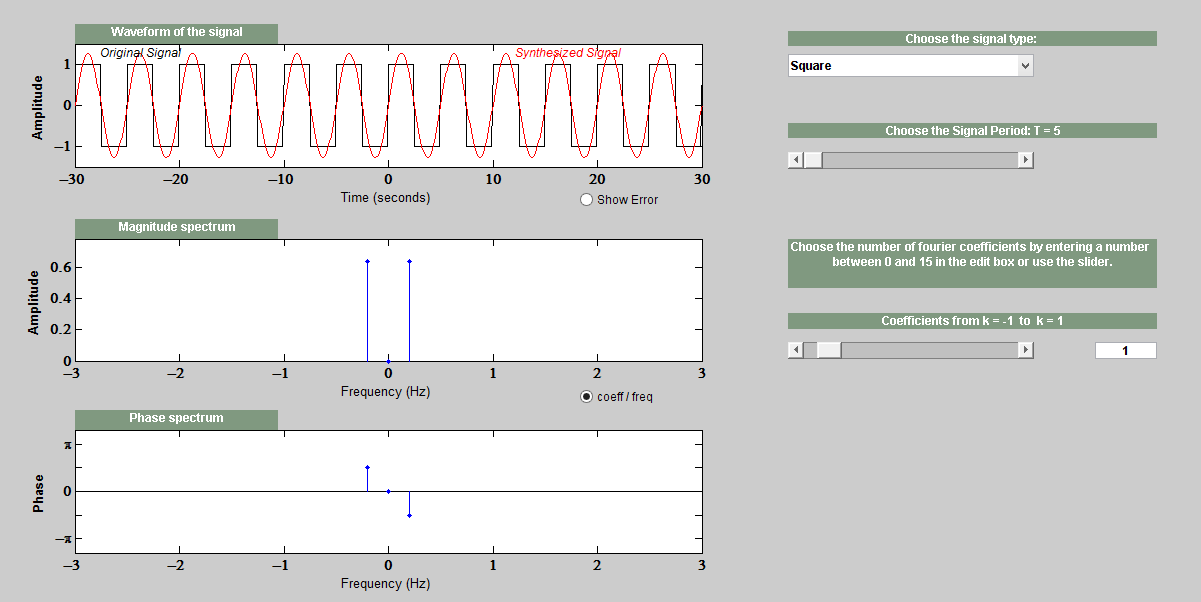 Waveform of the signal
Original Signal
Synthesized Signal
1
0
−1
Amplitude
−30
−20
−10
0
10
20
30
Time (seconds)
Show Error
Magnitude spectrum
0.6
0.4
0.2
0
Amplitude
−3
−2
−1
0
1
2
3
Frequency (Hz)
coeff / freq
Phase spectrum
π
0
−π
Phase
−3
−2
−1
0
1
2
3
Frequency (Hz)
Choose the signal type:
Square
Choose the Signal Period: T = 5
Choose the number of fourier coefficients by entering a number
between 0 and 15 in the edit box or use the slider.
Coefficients from k = -1 to k = 1
1